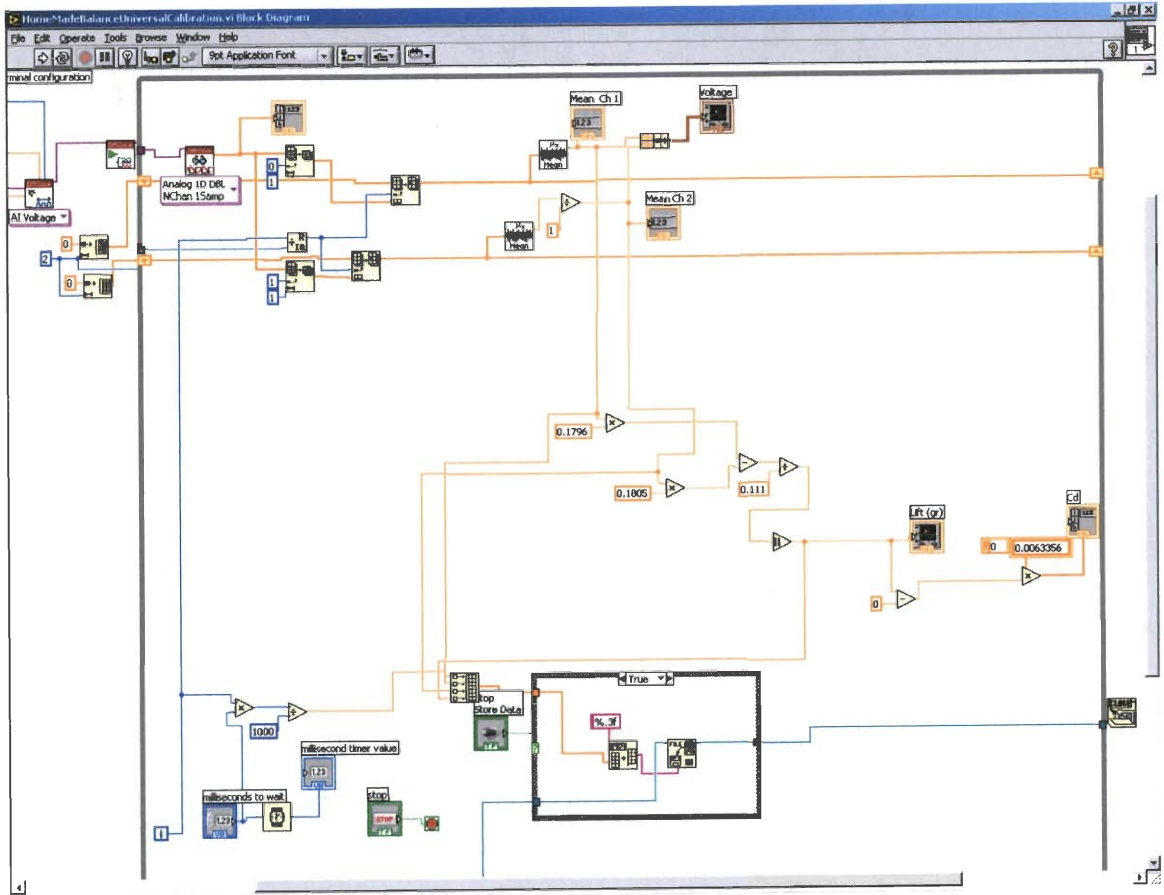 HomeMadeBalanceUniversalCalibration.vi Block Diagram
File Edit Operate Tools Browse Window Help
9pt Application Font
1
rminal configuration
AI Voltage
Analog 1D DBL
NChan 1Samp
0
1
2
0
0
1
1
Mean Ch 1
Mean
Voltage
Mean Ch 2
Mean
1
0.1796
0.1805
0.111
Lift (gr)
Cd
0
0.0063356
0
True
%.3f
stop
Store Data
1000
millisecond timer value
milliseconds to wait
stop
STOP
i